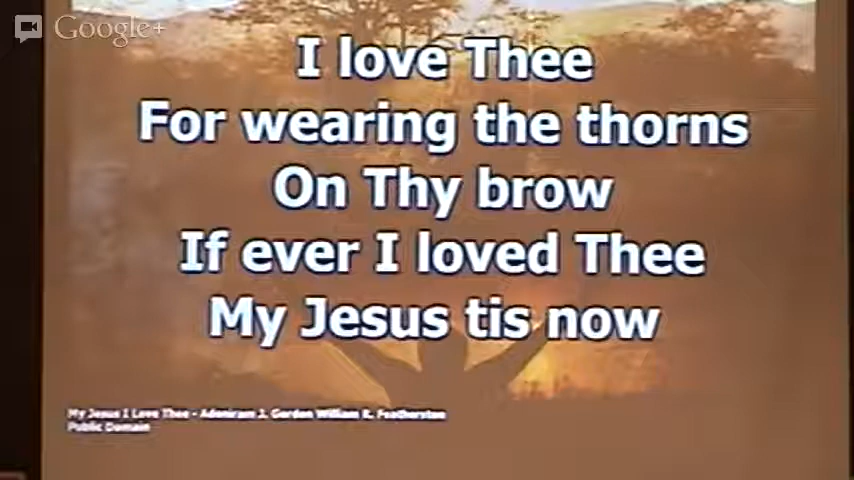 Google+
I love Thee
For wearing the thorns
On Thy brow
If ever I loved Thee
My Jesus tis now
My Jesus I Love Thee - Adoniram J. Gordon William R. Featherston
Public Domain